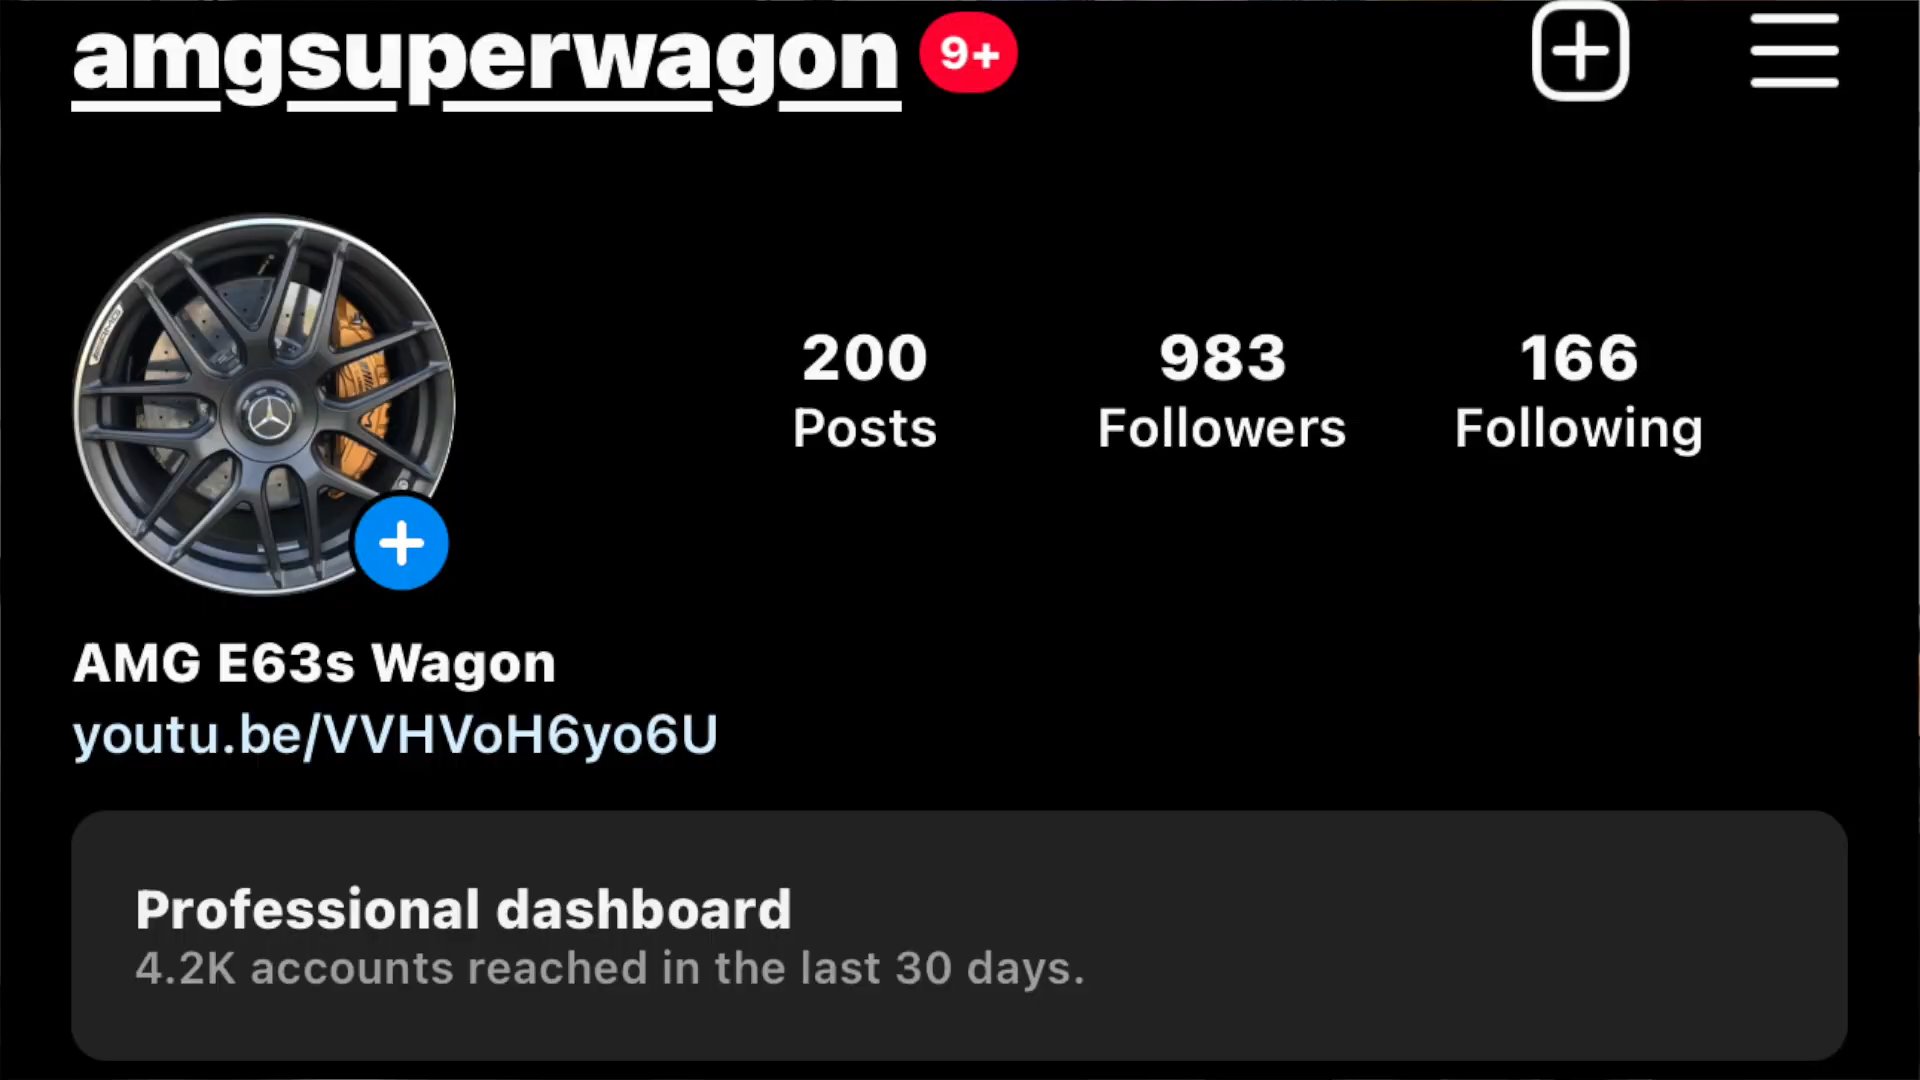 amgsuperwagon 9+
200 983 166
Posts Followers Following
AMG E63s Wagon
youtu.be/VVHVoH6yo6U
Professional dashboard
4.2K accounts reached in the last 30 days.